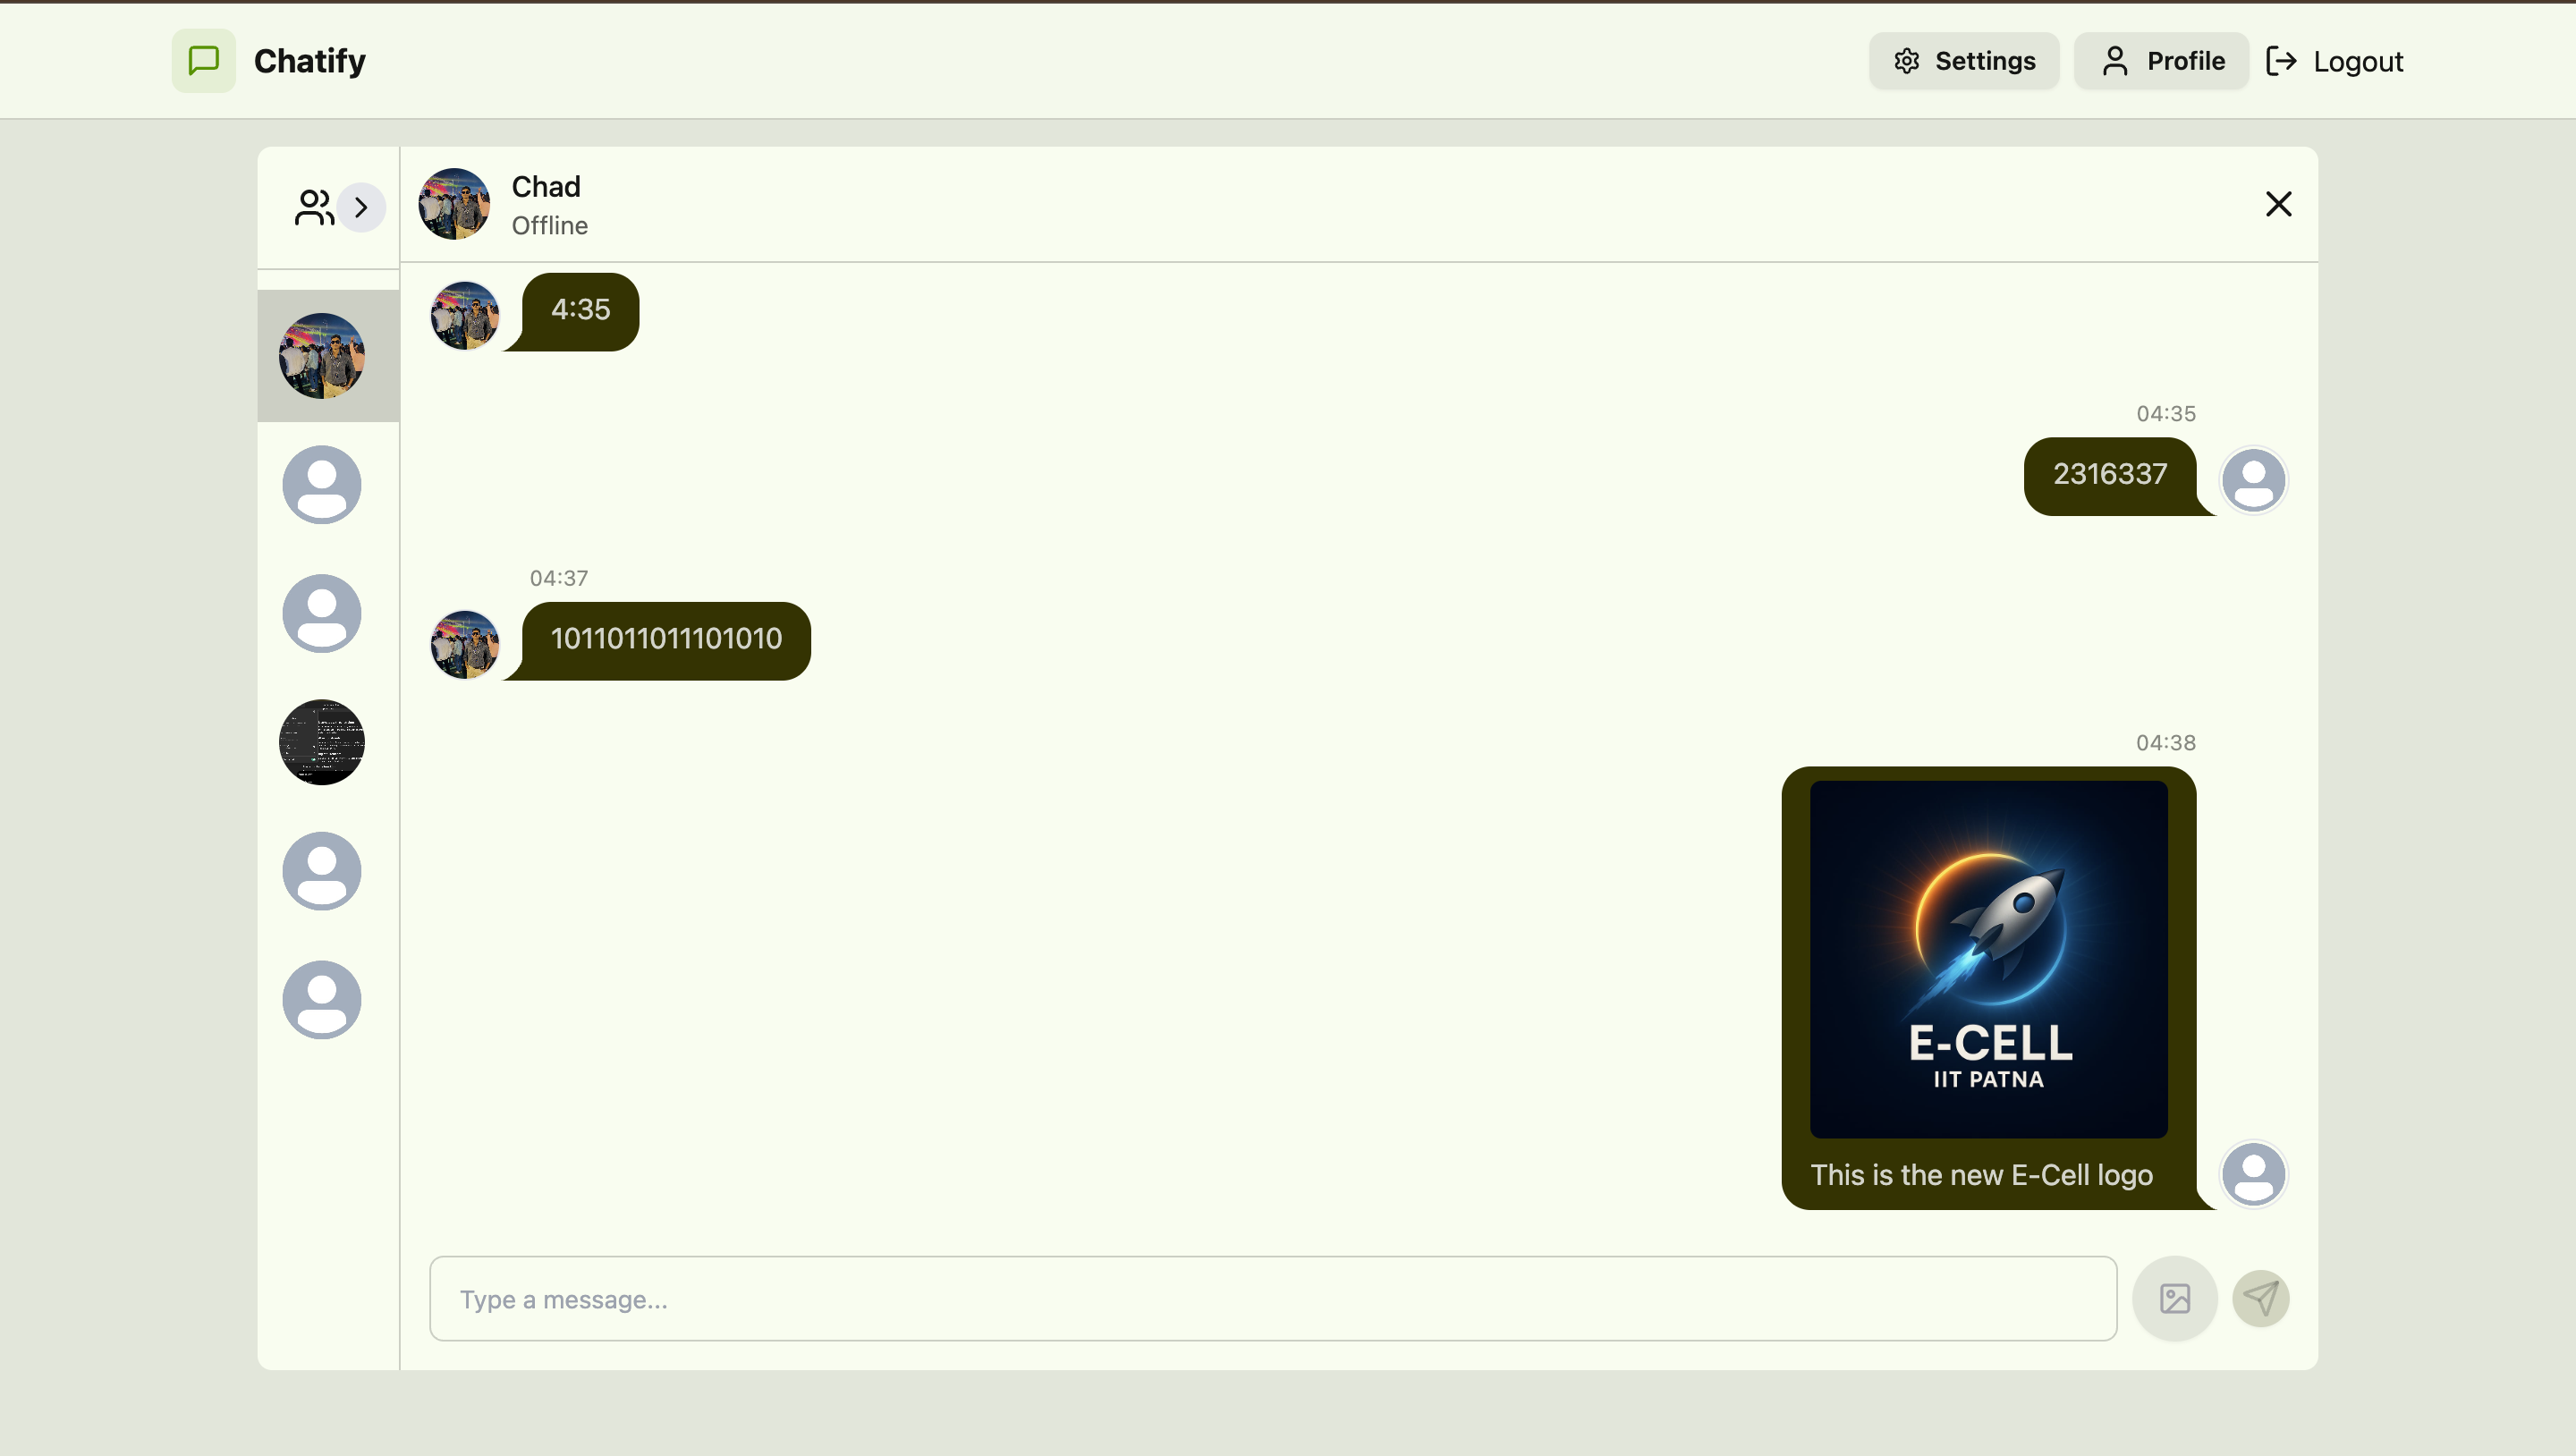 Chatify
Settings
Profile
Logout
Chad
Offline
4:35
04:35
2316337
04:37
1011011011101010
04:38
E-CELL
IIT PATNA
This is the new E-Cell logo
Type a message...